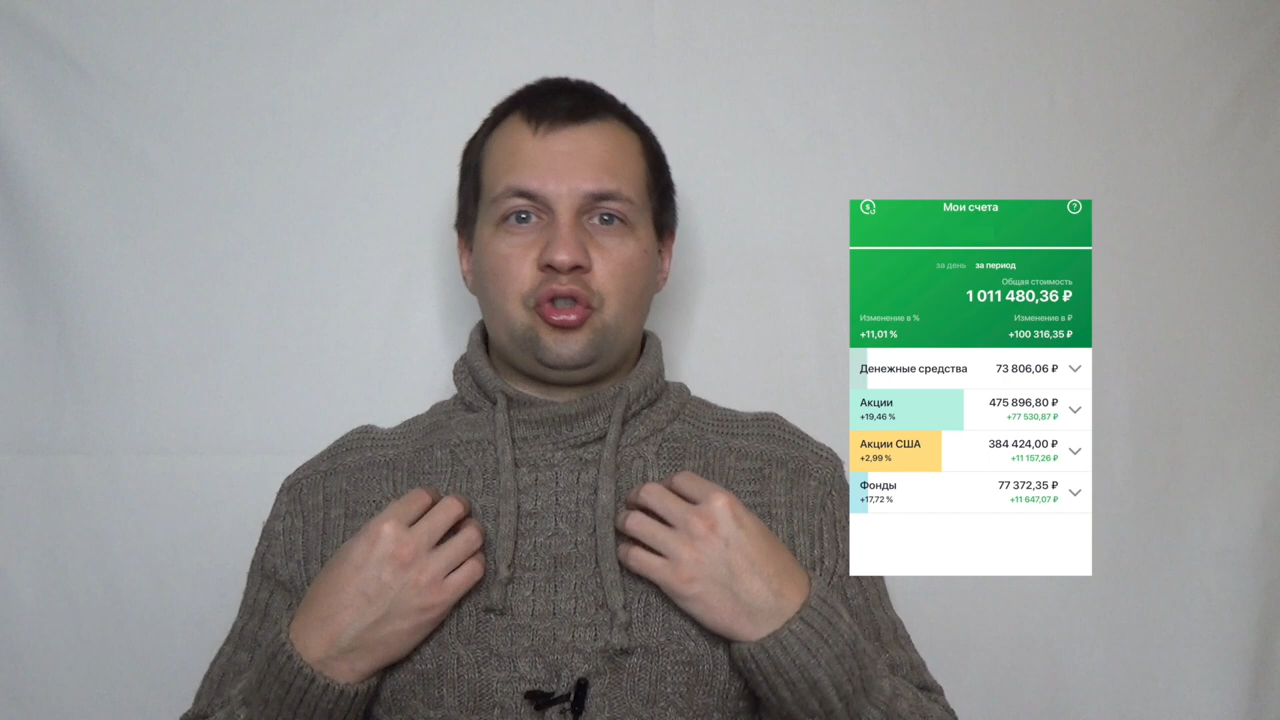 Мои счета
за день за период
Общая стоимость
1 011 480,36 ₽
Изменение в % Изменение в ₽
+11,01 % +100 316,35 ₽
Денежные средства 73 806,06 ₽
Акции 475 896,80 ₽
+19,46 % +77 530,87 ₽
Акции США 384 424,00 ₽
+2,99 % +11 157,26 ₽
Фонды 77 372,35 ₽
+17,72 % +11 647,07 ₽